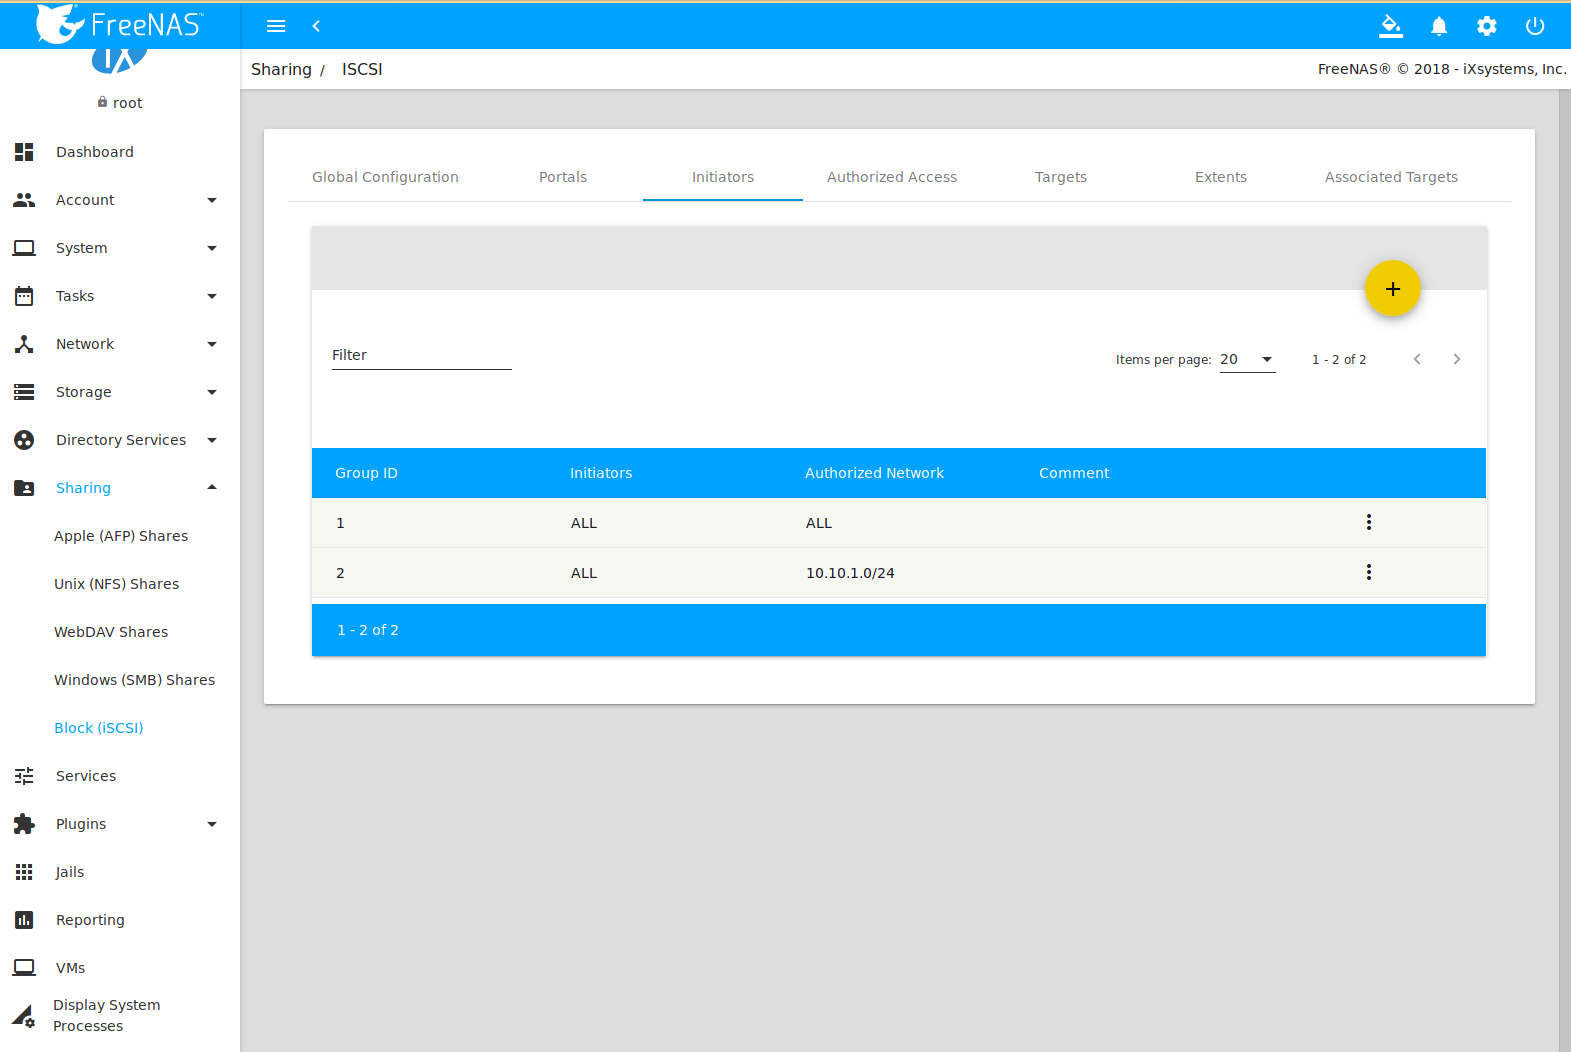 FreeNAS™
Sharing / ISCSI
FreeNAS® © 2018 - iXsystems, Inc.
iX
root
Dashboard
Account
System
Tasks
Network
Storage
Directory Services
Sharing
Apple (AFP) Shares
Unix (NFS) Shares
WebDAV Shares
Windows (SMB) Shares
Block (iSCSI)
Services
Plugins
Jails
Reporting
VMs
Display System
Processes
Global Configuration Portals Initiators Authorized Access Targets Extents Associated Targets
+
Filter
Items per page: 20 1 - 2 of 2
Group ID Initiators Authorized Network Comment
1 ALL ALL
2 ALL 10.10.1.0/24
1 - 2 of 2